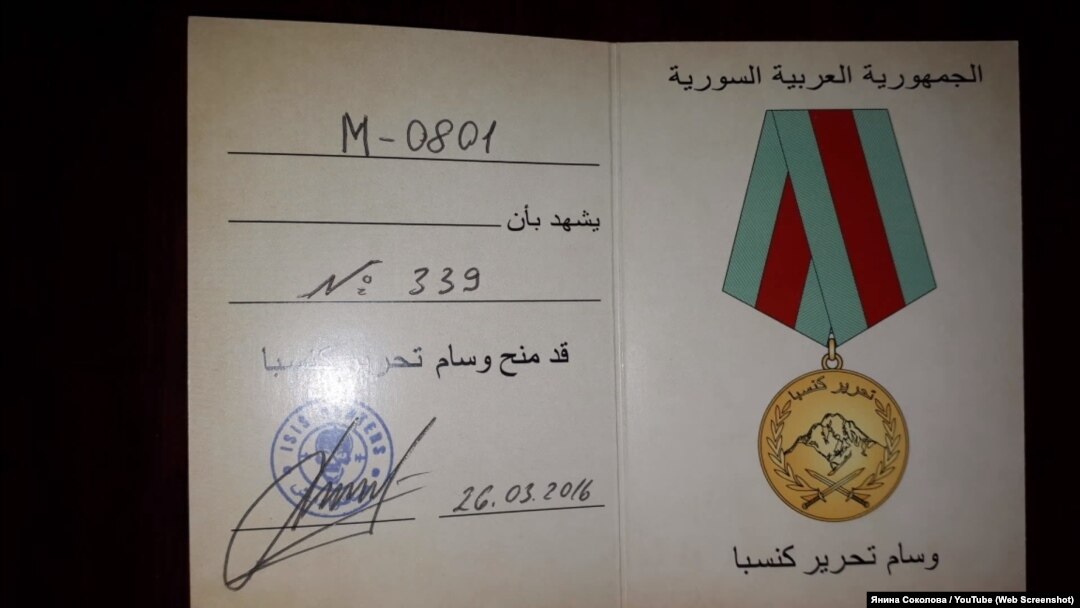 M-0801
يشهد بأن
№ 339
قد منح وسام تحرير كنسبا
ISIS HUNTERS
26.03.2016
الجمهورية العربية السورية
تحرير كنسبا
وسام تحرير كنسبا
Янина Соколова / YouTube (Web Screenshot)